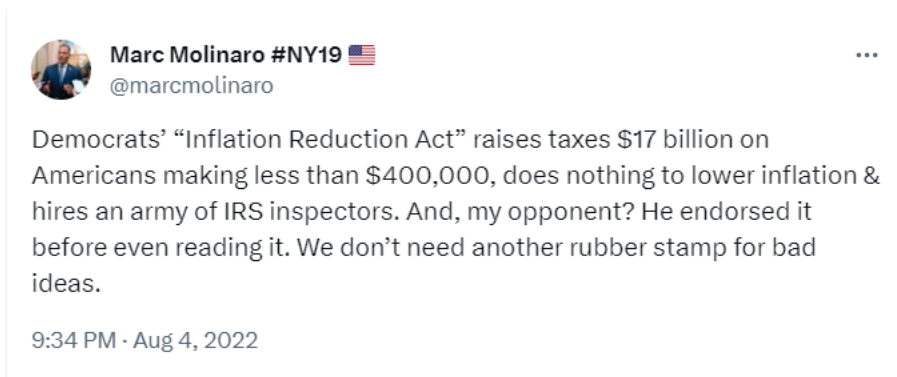 Marc Molinaro #NY19 🇺🇸
@marcmolinaro
Democrats’ “Inflation Reduction Act” raises taxes $17 billion on
Americans making less than $400,000, does nothing to lower inflation &
hires an army of IRS inspectors. And, my opponent? He endorsed it
before even reading it. We don’t need another rubber stamp for bad
ideas.
9:34 PM · Aug 4, 2022